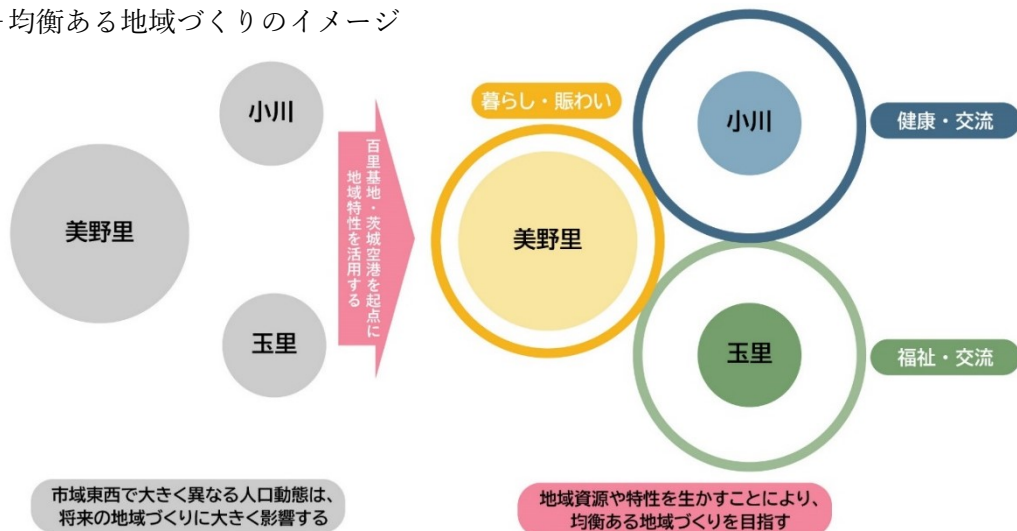 均衡ある地域づくりのイメージ
小川
美野里
玉里
百里基地・茨城空港を起点に
地域特性を活用する
暮らし・賑わい
小川
健康・交流
美野里
玉里
福祉・交流
市域東西で大きく異なる人口動態は、
将来の地域づくりに大きく影響する
地域資源や特性を生かすことにより、
均衡ある地域づくりを目指す